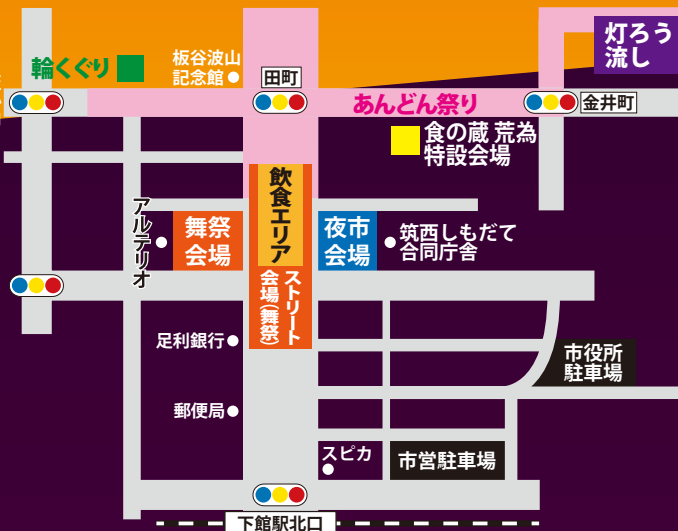 灯ろう
流し
輪くぐり
板谷波山
記念館
田町
あんどん祭り
金井町
食の蔵 荒為
特設会場
飲食エリア
アルテリオ
舞祭
会場
夜市
会場
筑西しもだて
合同庁舎
ストリート
会場(舞祭)
足利銀行
市役所
駐車場
郵便局
スピカ
市営駐車場
下館駅北口